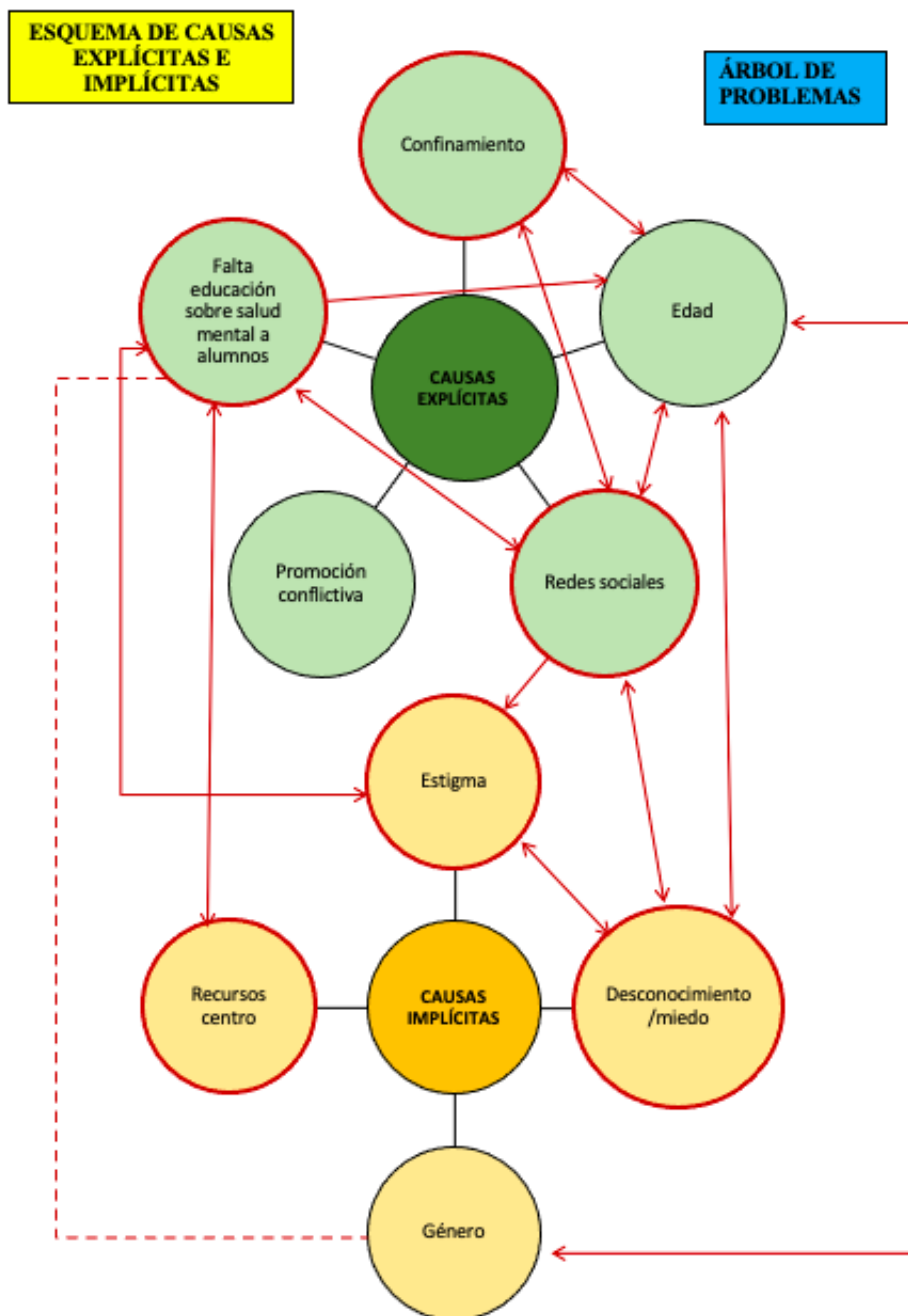 ESQUEMA DE CAUSAS
EXPLÍCITAS E
IMPLÍCITAS
ÁRBOL DE
PROBLEMAS
Confinamiento
Falta
educación
sobre salud
mental a
alumnos
Edad
CAUSAS
EXPLÍCITAS
Promoción
conflictiva
Redes sociales
Estigma
Recursos
centro
CAUSAS
IMPLÍCITAS
Desconocimiento
/miedo
Género